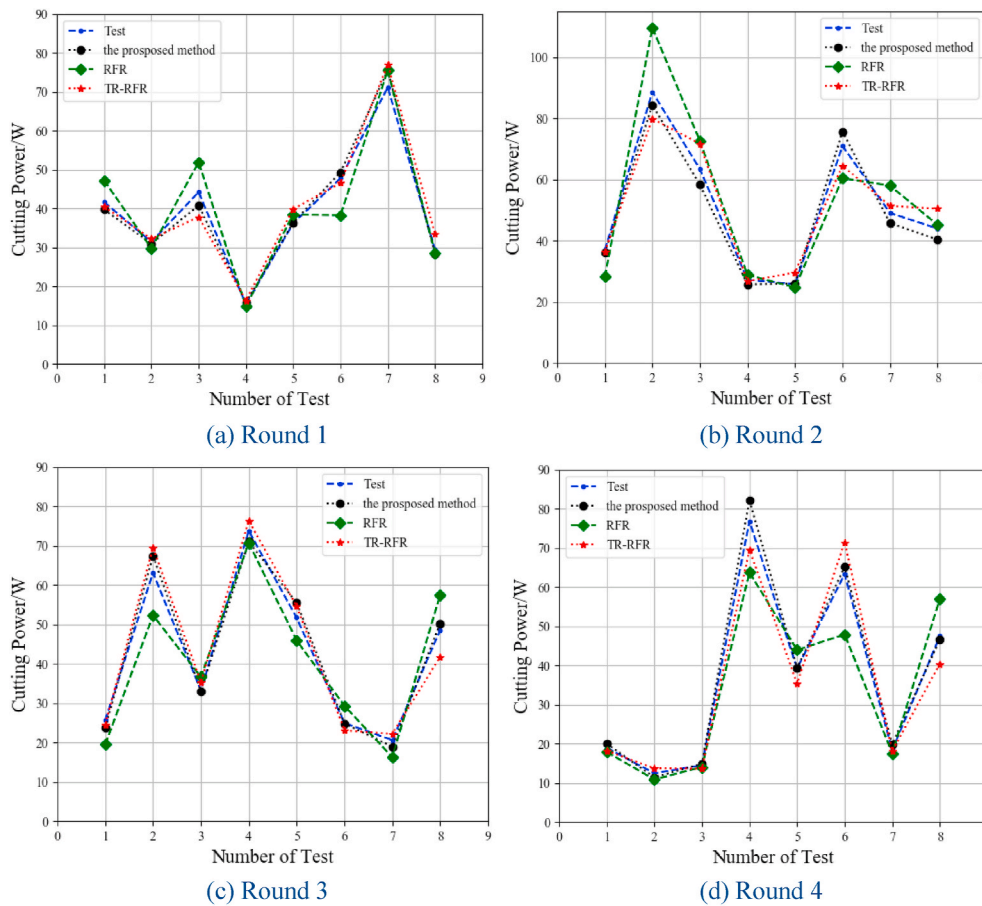 90
80
70
60
50
40
30
20
10
0
Cutting Power/W
Test
the prosposed method
RFR
TR-RFR
0 1 2 3 4 5 6 7 8 9
Number of Test
(a) Round 1
100
80
60
40
20
0
Cutting Power/W
Test
the prosposed method
RFR
TR-RFR
0 1 2 3 4 5 6 7 8
Number of Test
(b) Round 2
90
80
70
60
50
40
30
20
10
0
Cutting Power/W
Test
the prosposed method
RFR
TR-RFR
0 1 2 3 4 5 6 7 8 9
Number of Test
(c) Round 3
90
80
70
60
50
40
30
20
10
0
Cutting Power/W
Test
the prosposed method
RFR
TR-RFR
0 1 2 3 4 5 6 7 8
Number of Test
(d) Round 4